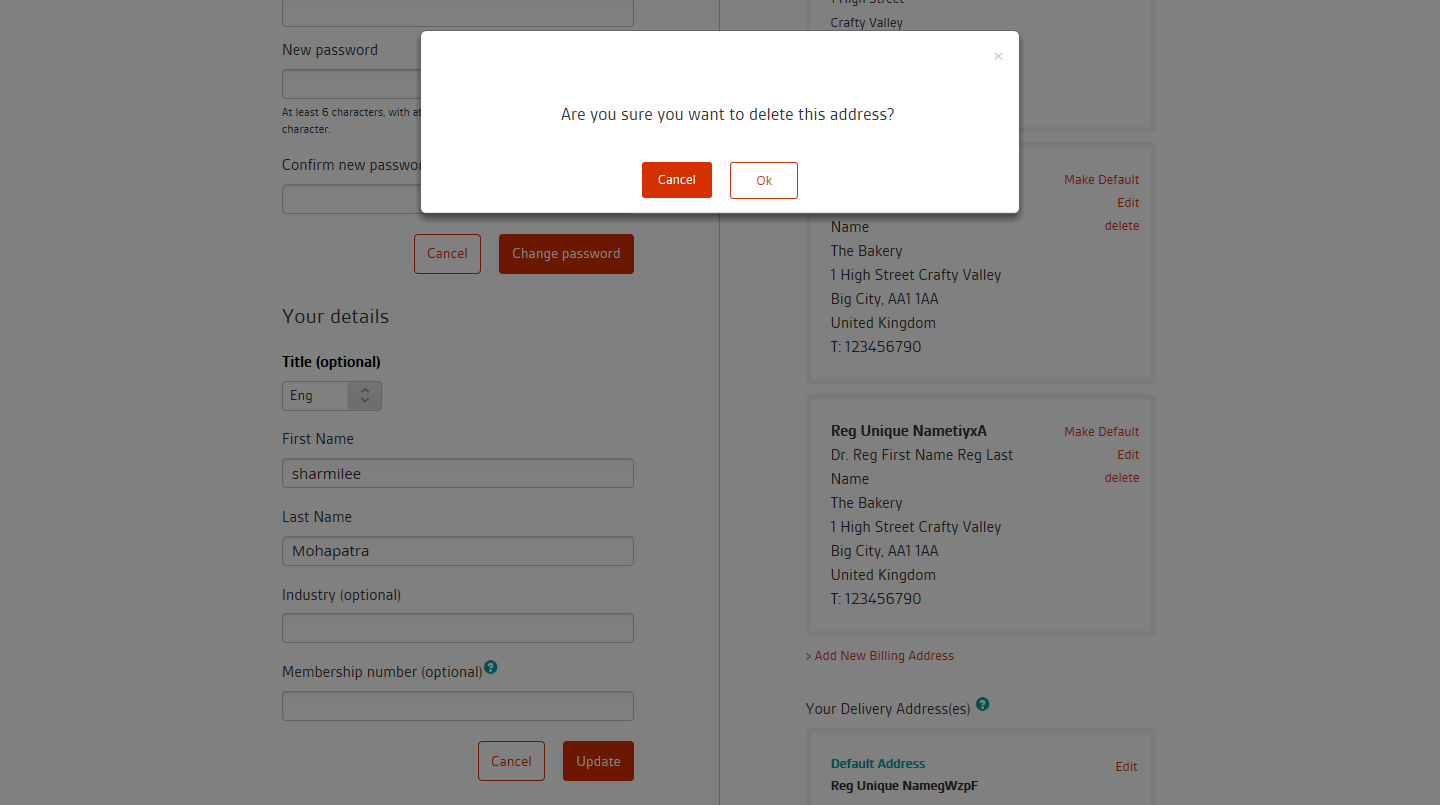 New password
At least 6 characters, with at
character.
Confirm new passwor
Cancel
Change password
Your details
Title (optional)
Eng
First Name
sharmilee
Last Name
Mohapatra
Industry (optional)
Membership number (optional)
?
Cancel
Update
×
Are you sure you want to delete this address?
Cancel
Ok
1 High Street
Crafty Valley
Make Default
Edit
delete
Name
The Bakery
1 High Street Crafty Valley
Big City, AA1 1AA
United Kingdom
T: 123456790
Reg Unique NametiyxA
Make Default
Dr. Reg First Name Reg Last
Edit
Name
delete
The Bakery
1 High Street Crafty Valley
Big City, AA1 1AA
United Kingdom
T: 123456790
> Add New Billing Address
Your Delivery Address(es)
?
Default Address
Edit
Reg Unique NamegWzpF